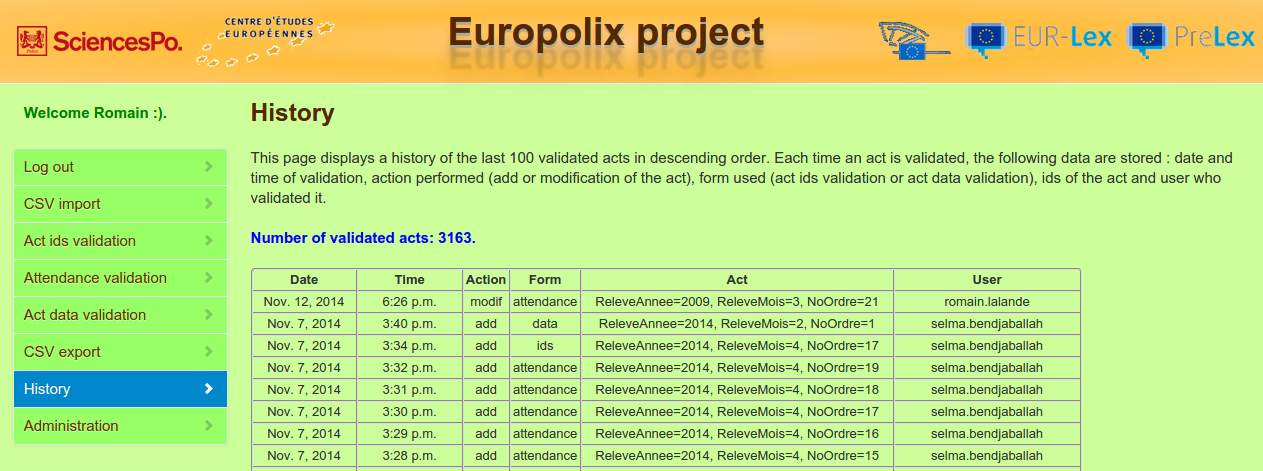 SciencesPo.
CENTRE D'ÉTUDES
EUROPÉENNES
Europolix project
EUR-Lex
PreLex
Welcome Romain :).
Log out
CSV import
Act ids validation
Attendance validation
Act data validation
CSV export
History
Administration
History
This page displays a history of the last 100 validated acts in descending order. Each time an act is validated, the following data are stored : date and
time of validation, action performed (add or modification of the act), form used (act ids validation or act data validation), ids of the act and user who
validated it.
Number of validated acts: 3163.
Date Time Action Form Act User
Nov. 12, 2014 6:26 p.m. modif attendance ReleveAnnee=2009, ReleveMois=3, NoOrdre=21 romain.lalande
Nov. 7, 2014 3:40 p.m. add data ReleveAnnee=2014, ReleveMois=2, NoOrdre=1 selma.bendjaballah
Nov. 7, 2014 3:34 p.m. add ids ReleveAnnee=2014, ReleveMois=4, NoOrdre=17 selma.bendjaballah
Nov. 7, 2014 3:32 p.m. add attendance ReleveAnnee=2014, ReleveMois=4, NoOrdre=19 selma.bendjaballah
Nov. 7, 2014 3:31 p.m. add attendance ReleveAnnee=2014, ReleveMois=4, NoOrdre=18 selma.bendjaballah
Nov. 7, 2014 3:30 p.m. add attendance ReleveAnnee=2014, ReleveMois=4, NoOrdre=17 selma.bendjaballah
Nov. 7, 2014 3:29 p.m. add attendance ReleveAnnee=2014, ReleveMois=4, NoOrdre=16 selma.bendjaballah
Nov. 7, 2014 3:28 p.m. add attendance ReleveAnnee=2014, ReleveMois=4, NoOrdre=15 selma.bendjaballah